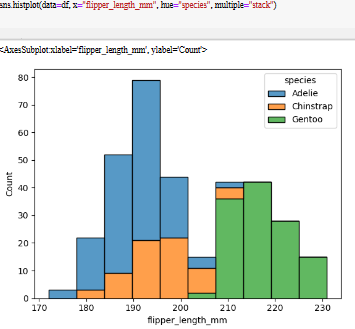 sns.histplot(data=df, x="flipper_length_mm", hue="species", multiple="stack")
<AxesSubplot:xlabel='flipper_length_mm', ylabel='Count'>
species
Adelie
Chinstrap
Gentoo
Count
80
70
60
50
40
30
20
10
0
170 180 190 200 210 220 230
flipper_length_mm